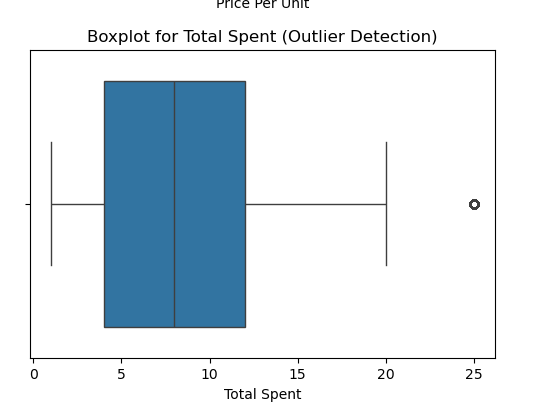 Price Per Unit
Boxplot for Total Spent (Outlier Detection)
0 5 10 15 20 25
Total Spent